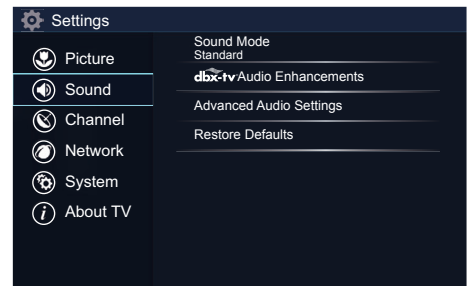 Settings
Picture
Sound
Channel
Network
System
About TV
Sound Mode
Standard
dbx-tv Audio Enhancements
Advanced Audio Settings
Restore Defaults